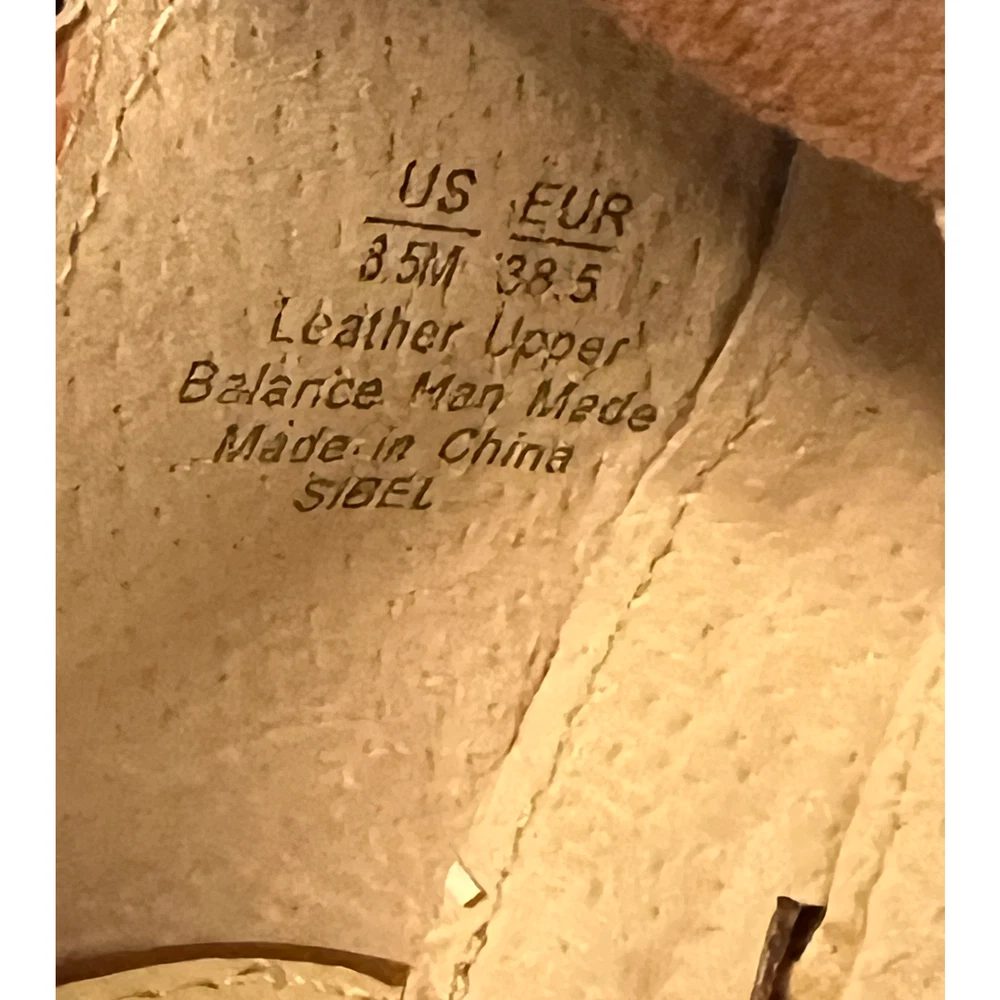 US EUR
8.5M 38.5
Leather Upper
Balance Man Made
Made in China
SIBEL